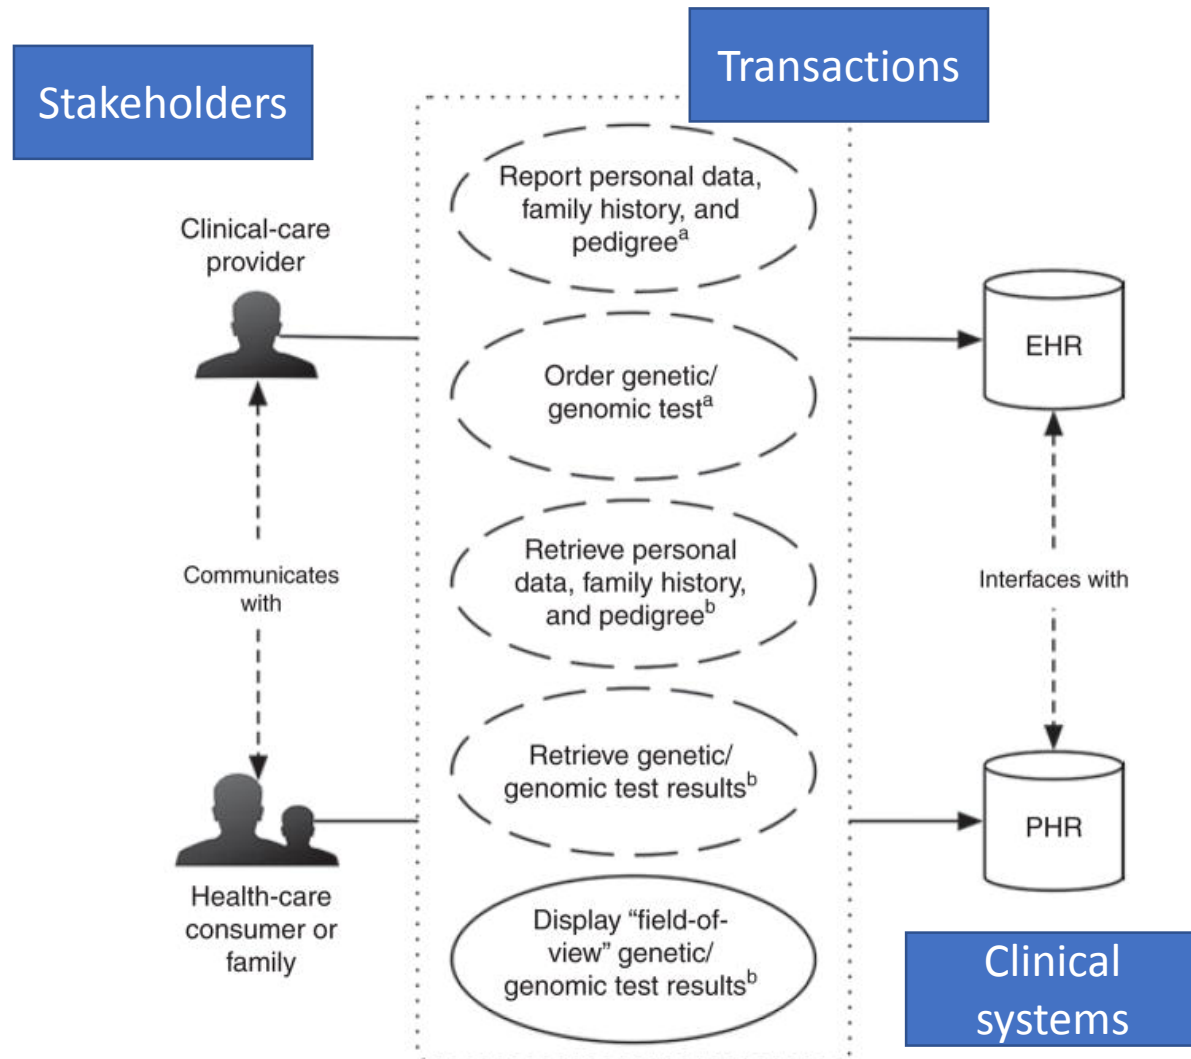 Stakeholders
Transactions
Clinical-care
provider
Communicates
with
Health-care
consumer or
family
Report personal data,
family history, and
pedigreeᵃ
Order genetic/
genomic testᵃ
Retrieve personal
data, family history,
and pedigreeᵇ
Retrieve genetic/
genomic test resultsᵇ
Display “field-of-
view” genetic/
genomic test resultsᵇ
EHR
Interfaces with
PHR
Clinical
systems